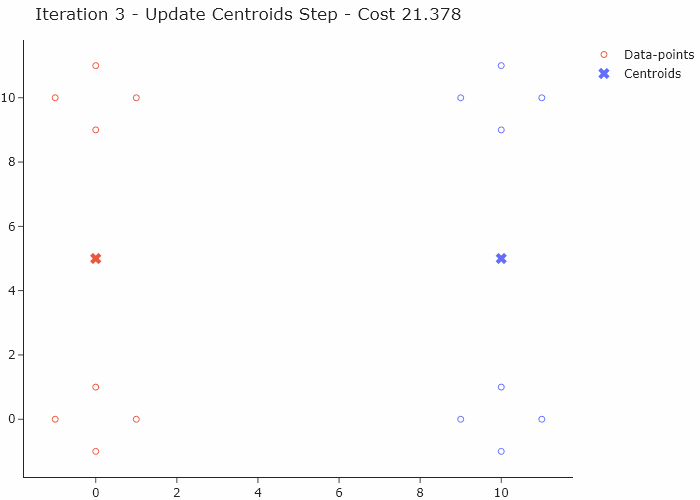 Iteration 3 - Update Centroids Step - Cost 21.378
Data-points
Centroids
10
8
6
4
2
0
0 2 4 6 8 10